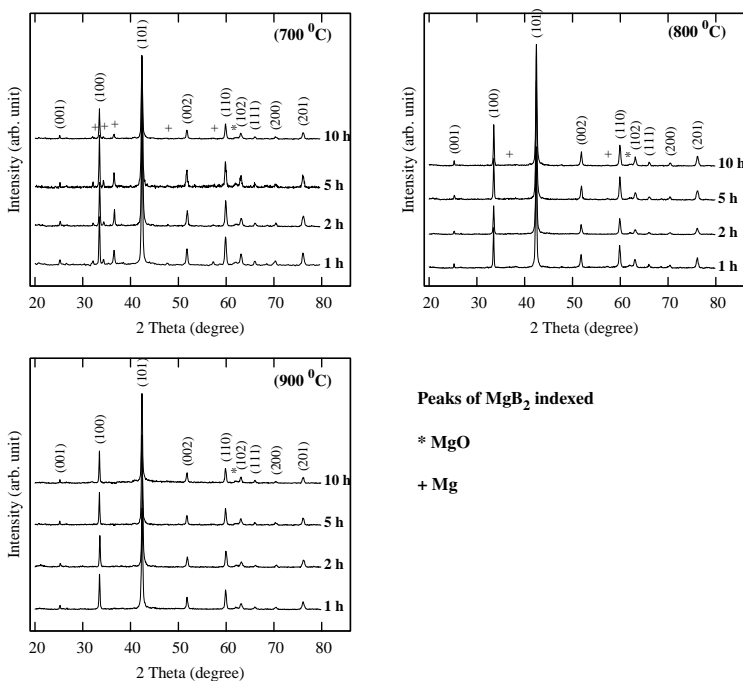 (700 ⁰C)
Intensity (arb. unit)
(001)
+
(100)
+
+
(101)
+
(002)
+
(110)
*
(102)
(111)
(200)
(201)
10 h
5 h
2 h
1 h
20 30 40 50 60 70 80
2 Theta (degree)
(800 ⁰C)
Intensity (arb. unit)
(001)
(100)
+
(101)
(002)
+
(110)
*
(102)
(111)
(200)
(201)
10 h
5 h
2 h
1 h
20 30 40 50 60 70 80
2 Theta (degree)
(900 ⁰C)
Intensity (arb. unit)
(001)
(100)
(101)
(002)
(110)
*
(102)
(111)
(200)
(201)
10 h
5 h
2 h
1 h
20 30 40 50 60 70 80
2 Theta (degree)
Peaks of MgB₂ indexed
* MgO
+ Mg